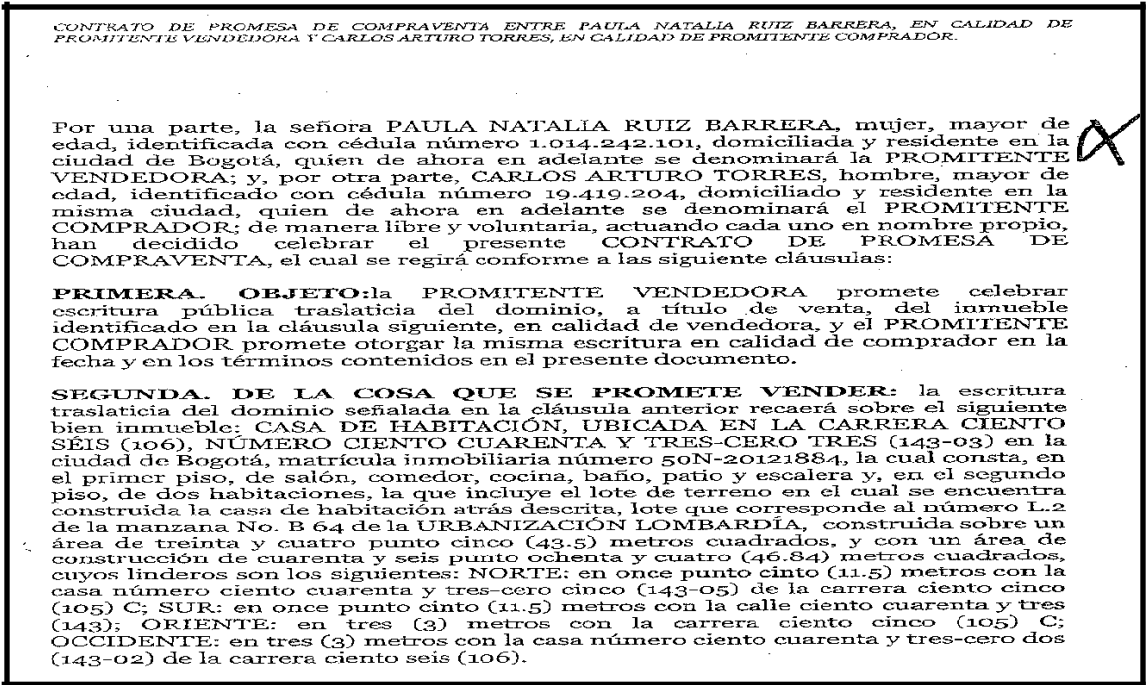 CONTRATO DE PROMESA DE COMPRAVENTA ENTRE PAULA NATALIA RUIZ BARRERA, EN CALIDAD DE
PROMITENTE VENDEDORA Y CARLOS ARTURO TORRES, EN CALIDAD DE PROMITENTE COMPRADOR.
Por una parte, la señora PAULA NATALIA RUIZ BARRERA, mujer, mayor de
edad, identificada con cédula número 1.014.242.101, domiciliada y residente en la
ciudad de Bogotá, quien de ahora en adelante se denominará la PROMITENTE
VENDEDORA; y, por otra parte, CARLOS ARTURO TORRES, hombre, mayor de
edad, identificado con cédula número 19.419.204, domiciliado y residente en la
misma ciudad, quien de ahora en adelante se denominará el PROMITENTE
COMPRADOR; de manera libre y voluntaria, actuando cada uno en nombre propio,
han decidido celebrar el presente CONTRATO DE PROMESA DE
COMPRAVENTA, el cual se regirá conforme a las siguiente cláusulas:
PRIMERA. OBJETO:la PROMITENTE VENDEDORA promete celebrar
escritura pública traslaticia del dominio, a título de venta, del inmueble
identificado en la cláusula siguiente, en calidad de vendedora, y el PROMITENTE
COMPRADOR promete otorgar la misma escritura en calidad de comprador en la
fecha y en los términos contenidos en el presente documento.
SEGUNDA. DE LA COSA QUE SE PROMETE VENDER: la escritura
traslaticia del dominio señalada en la cláusula anterior recaerá sobre el siguiente
bien inmueble: CASA DE HABITACIÓN, UBICADA EN LA CARRERA CIENTO
SÉIS (106), NÚMERO CIENTO CUARENTA Y TRES-CERO TRES (143-03) en la
ciudad de Bogotá, matrícula inmobiliaria número 50N-20121884, la cual consta, en
el primer piso, de salón, comedor, cocina, baño, patio y escalera y, en el segundo
piso, de dos habitaciones, la que incluye el lote de terreno en el cual se encuentra
construida la casa de habitación atrás descrita, lote que corresponde al número L.2
de la manzana No. B 64 de la URBANIZACIÓN LOMBARDÍA, construida sobre un
área de treinta y cuatro punto cinco (43.5) metros cuadrados, y con un área de
construcción de cuarenta y seis punto ochenta y cuatro (46.84) metros cuadrados,
cuyos linderos son los siguientes: NORTE: en once punto cinto (11.5) metros con la
casa número ciento cuarenta y tres-cero cinco (143-05) de la carrera ciento cinco
(105) C; SUR: en once punto cinto (11.5) metros con la calle ciento cuarenta y tres
(143); ORIENTE: en tres (3) metros con la carrera ciento cinco (105) C;
OCCIDENTE: en tres (3) metros con la casa número ciento cuarenta y tres-cero dos
(143-02) de la carrera ciento seis (106).